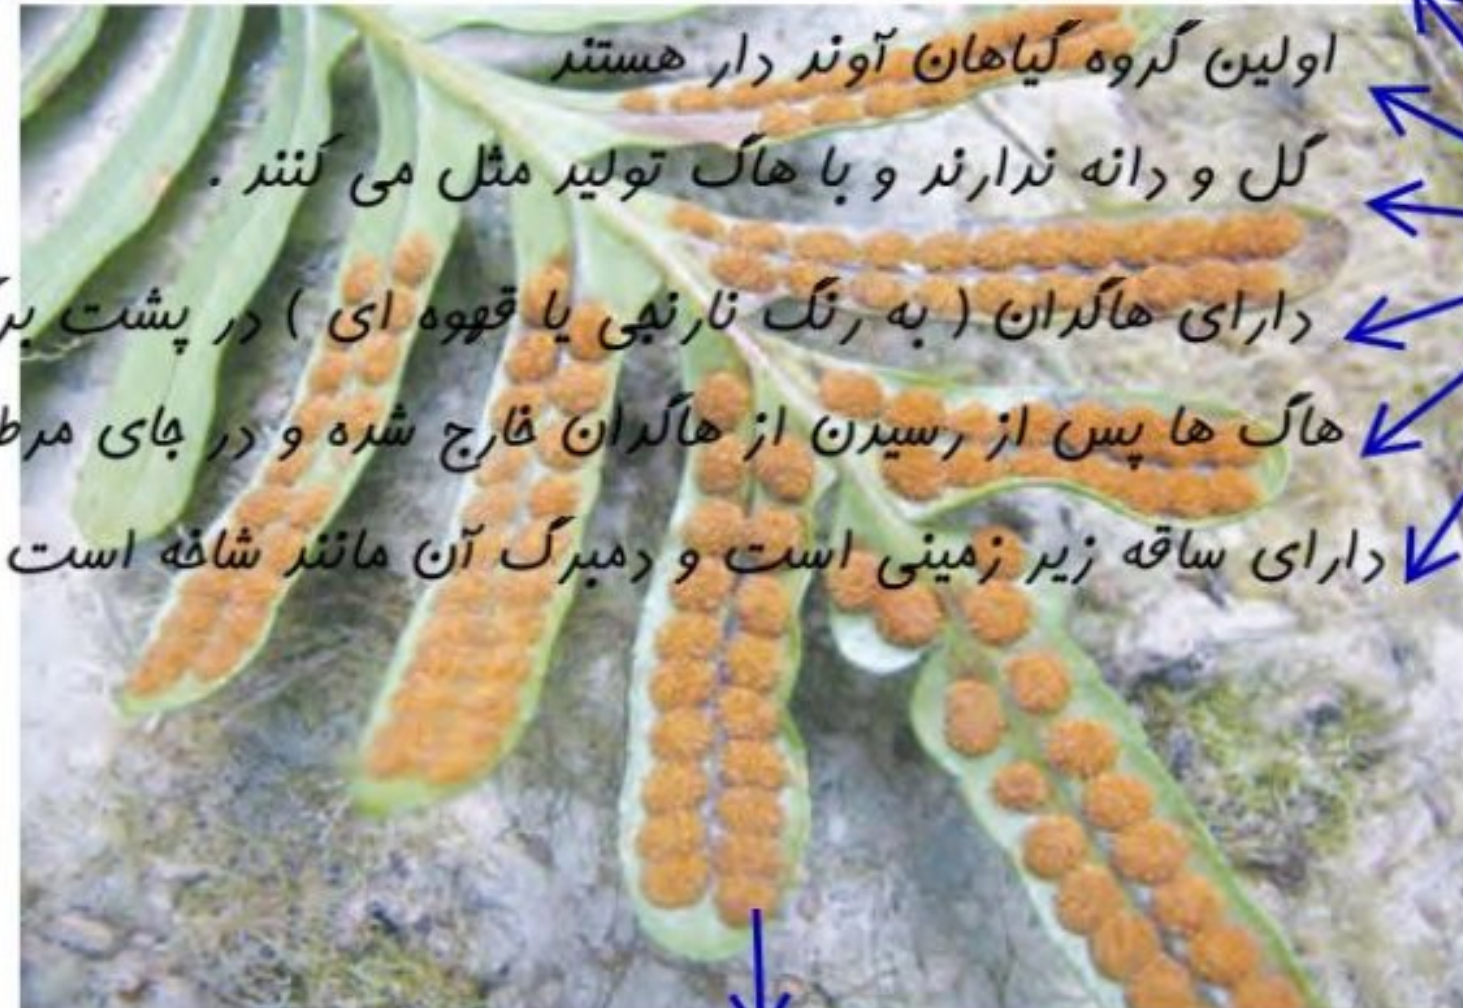 اولین گروه گیاهان آوند دار هستند
گل و دانه ندارند و با هاگ تولید مثل می کنند .
دارای هاگدان ( به رنگ نارنجی یا قهوه ای ) در پشت
هاگ ها پس از رسیدن از هاگدان خارج شده و در جای
دارای ساقه زیر زمینی است و دمبرگ آن مانند شاخه است